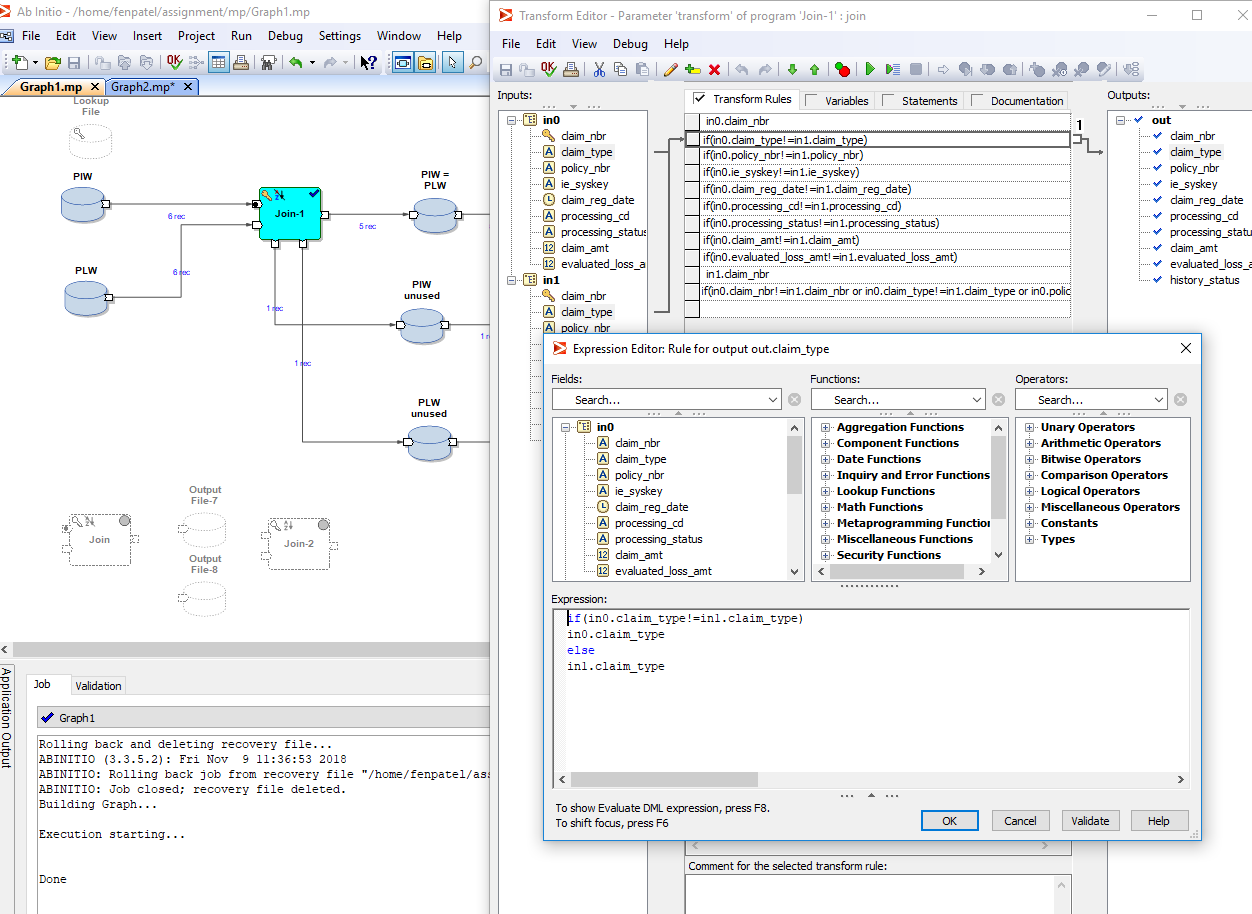 Ab Initio - /home/fenpatel/assignment/mp/Graph1.mp
File Edit View Insert Project Run Debug Settings Window Help
Graph1.mp
Graph2.mp*
Lookup
File
PIW
PLW
6 rec
6 rec
Join-1
5 rec
PIW =
PLW
PIW
unused
1 rec
1 rec
PLW
unused
Join
Output
File-7
Output
File-8
Join-2
Application Output
Job
Validation
Graph1
Rolling back and deleting recovery file...
ABINITIO (3.3.5.2): Fri Nov  9 11:36:53 2018
ABINITIO: Rolling back job from recovery file "/home/fenpatel/as
ABINITIO: Job closed; recovery file deleted.
Building Graph...
Execution starting...
Done
Transform Editor - Parameter 'transform' of program 'Join-1' : join
File Edit View Debug Help
Inputs:
in0
claim_nbr
claim_type
policy_nbr
ie_syskey
claim_reg_date
processing_cd
processing_status
claim_amt
evaluated_loss_a
in1
claim_nbr
claim_type
policy_nbr
Transform Rules
Variables
Statements
Documentation
in0.claim_nbr
if(in0.claim_type!=in1.claim_type)
if(in0.policy_nbr!=in1.policy_nbr)
if(in0.ie_syskey!=in1.ie_syskey)
if(in0.claim_reg_date!=in1.claim_reg_date)
if(in0.processing_cd!=in1.processing_cd)
if(in0.processing_status!=in1.processing_status)
if(in0.claim_amt!=in1.claim_amt)
if(in0.evaluated_loss_amt!=in1.evaluated_loss_amt)
in1.claim_nbr
if(in0.claim_nbr!=in1.claim_nbr or in0.claim_type!=in1.claim_type or in0.polic
1
Outputs:
out
claim_nbr
claim_type
policy_nbr
ie_syskey
claim_reg_date
processing_cd
processing_status
claim_amt
evaluated_loss_a
history_status
Expression Editor: Rule for output out.claim_type
Fields:
Search...
in0
claim_nbr
claim_type
policy_nbr
ie_syskey
claim_reg_date
processing_cd
processing_status
claim_amt
evaluated_loss_amt
Functions:
Search...
Aggregation Functions
Component Functions
Date Functions
Inquiry and Error Functions
Lookup Functions
Math Functions
Metaprogramming Function
Miscellaneous Functions
Security Functions
Operators:
Search...
Unary Operators
Arithmetic Operators
Bitwise Operators
Comparison Operators
Logical Operators
Miscellaneous Operators
Constants
Types
Expression:
if(in0.claim_type!=in1.claim_type)
in0.claim_type
else
in1.claim_type
To show Evaluate DML expression, press F8.
To shift focus, press F6
OK
Cancel
Validate
Help
Comment for the selected transform rule: